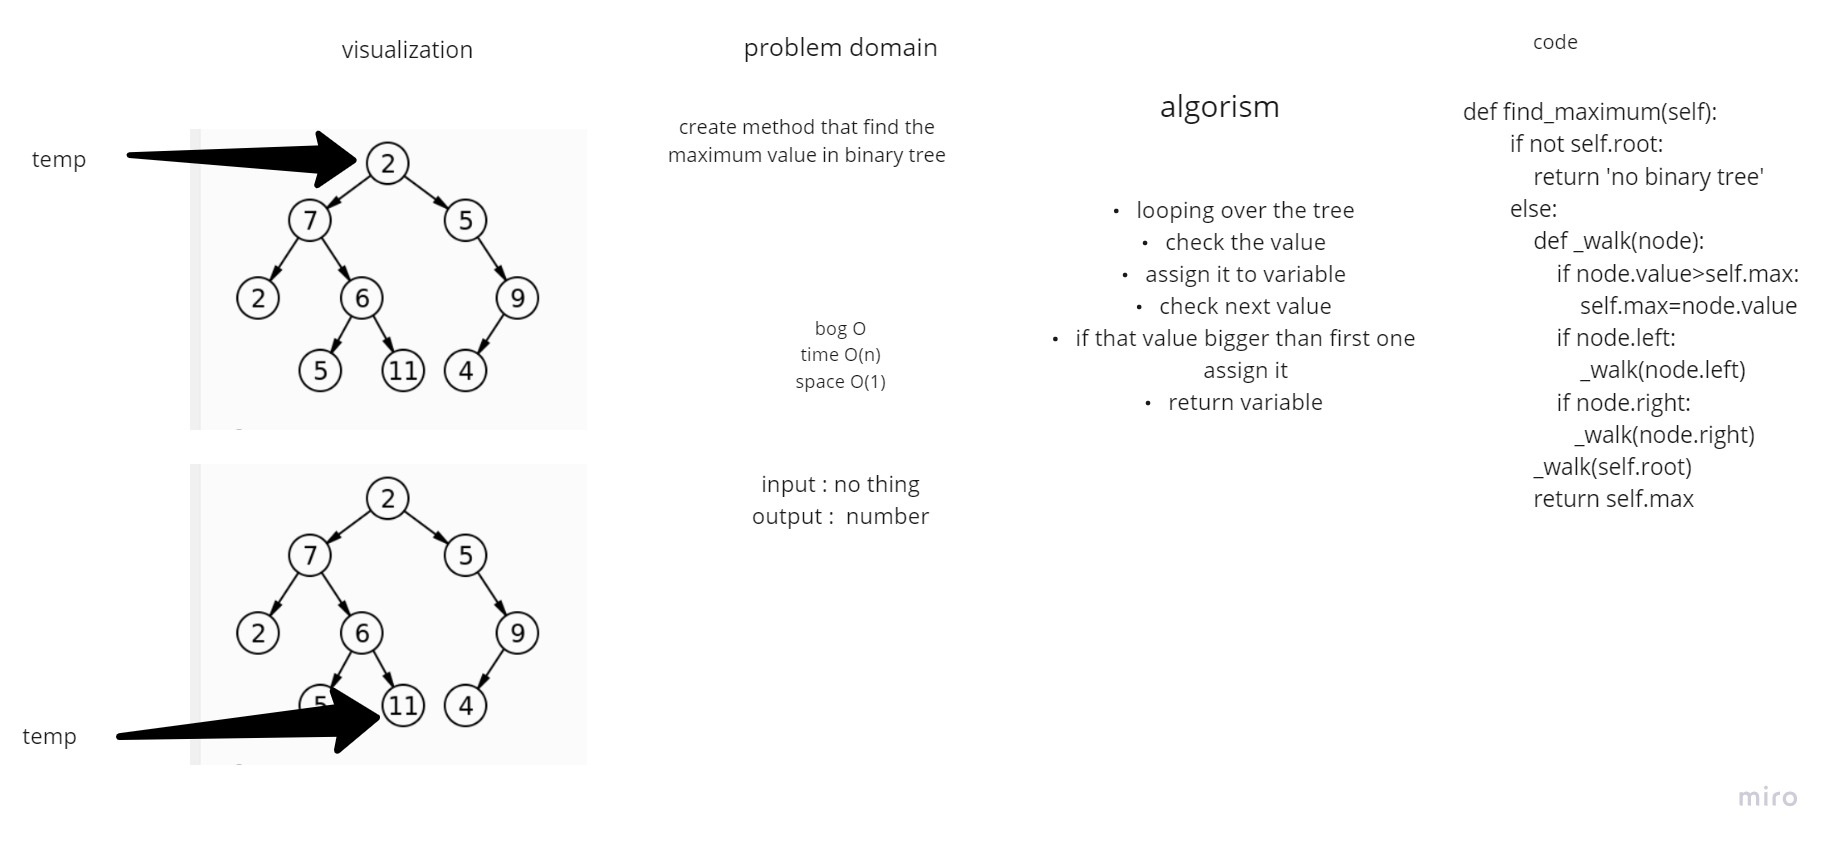 visualization
temp
2
7
5
2
6
9
5
11
4
2
7
5
2
6
9
5
11
4
temp
problem domain
create method that find the
maximum value in binary tree
bog O
time O(n)
space O(1)
input : no thing
output :  number
algorism
• looping over the tree
• check the value
• assign it to variable
• check next value
• if that value bigger than first one
assign it
• return variable
code
def find_maximum(self):
if not self.root:
return 'no binary tree'
else:
def _walk(node):
if node.value>self.max:
self.max=node.value
if node.left:
_walk(node.left)
if node.right:
_walk(node.right)
_walk(self.root)
return self.max
miro